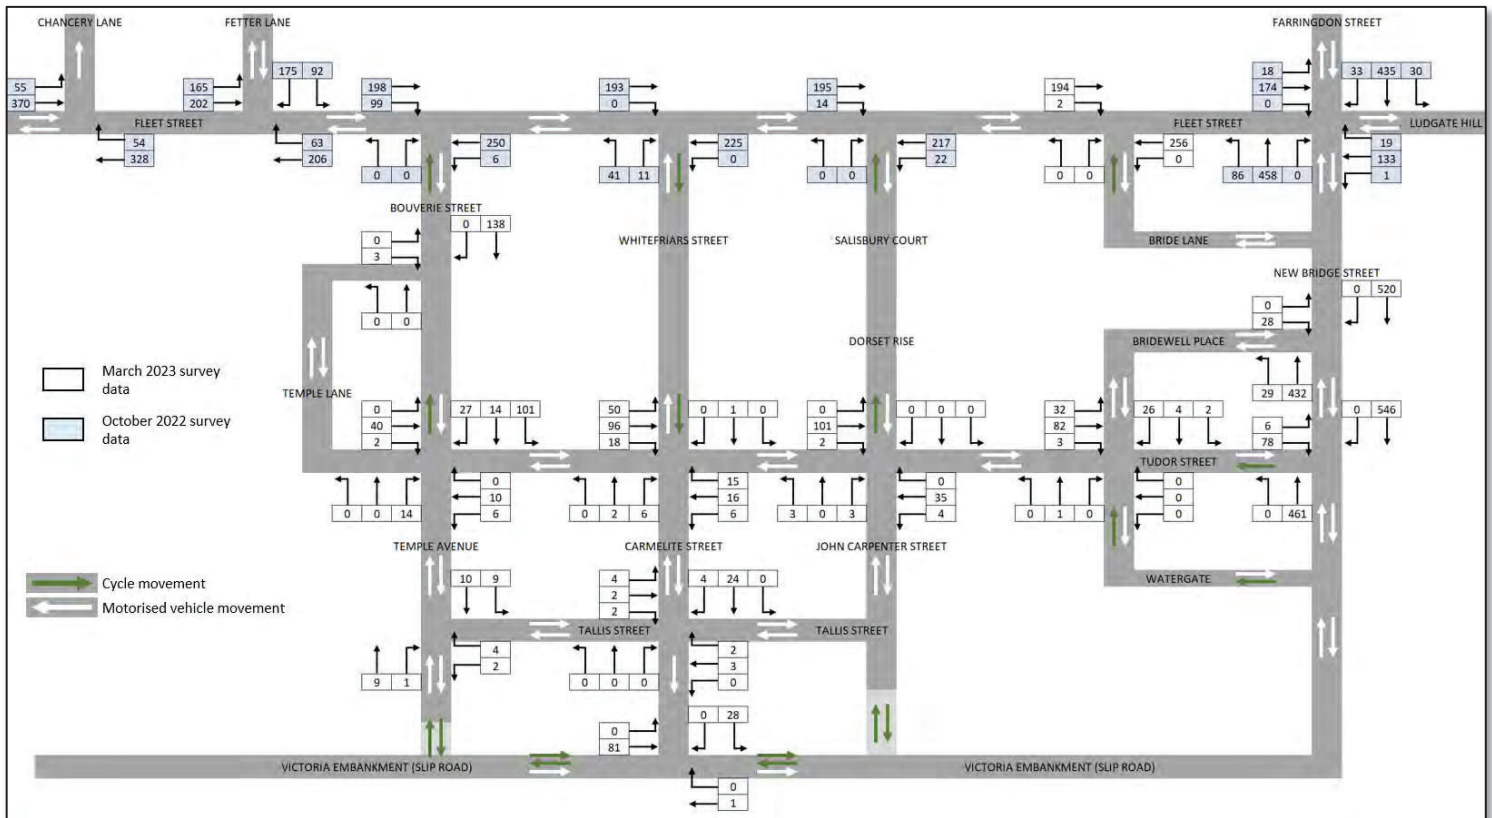 CHANCERY LANE
FETTER LANE
FARRINGDON STREET
175 92
33 435 30
55
370
165
202
198
99
193
0
195
14
194
2
18
174
0
FLEET STREET
FLEET STREET
LUDGATE HILL
54
328
63
206
0 0
250
6
41 11
225
0
0 0
217
22
0 0
256
0
86 458 0
19
133
1
BOUVERIE STREET
0 138
0
3
WHITEFRIARS STREET
SALISBURY COURT
BRIDE LANE
NEW BRIDGE STREET
0 520
0
28
0 0
DORSET RISE
BRIDEWELL PLACE
March 2023 survey
data
October 2022 survey
data
TEMPLE LANE
29 432
0
40
2
27 14 101
50
96
18
0 1 0
0
101
2
0 0 0
32
82
3
26 4 2
6
78
0 546
TUDOR STREET
0 0 14
0
10
6
0 2 6
15
16
6
3 0 3
0
35
4
0 1 0
0
0
0
0 461
TEMPLE AVENUE
CARMELITE STREET
JOHN CARPENTER STREET
Cycle movement
Motorised vehicle movement
10 9
4
2
2
4 24 0
WATERGATE
TALLIS STREET
TALLIS STREET
9 1
4
2
0 0 0
2
3
0
0
81
0 28
VICTORIA EMBANKMENT (SLIP ROAD)
VICTORIA EMBANKMENT (SLIP ROAD)
0
1